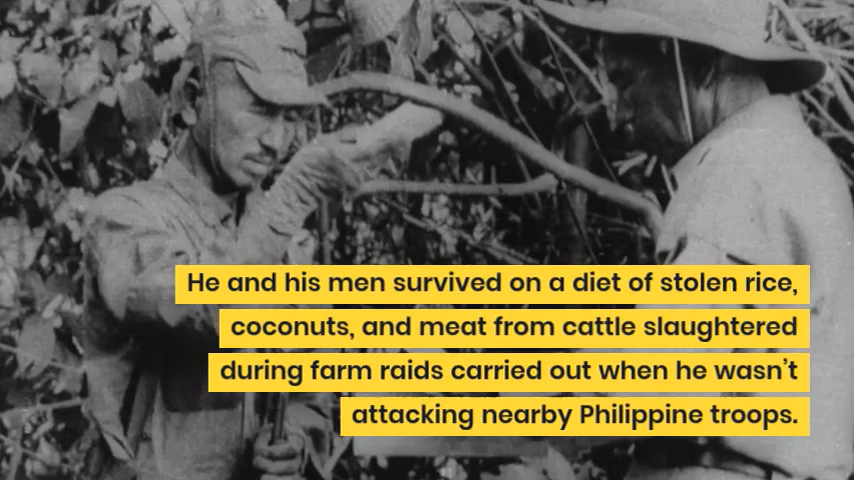 He and his men survived on a diet of stolen rice,
coconuts, and meat from cattle slaughtered
during farm raids carried out when he wasn’t
attacking nearby Philippine troops.